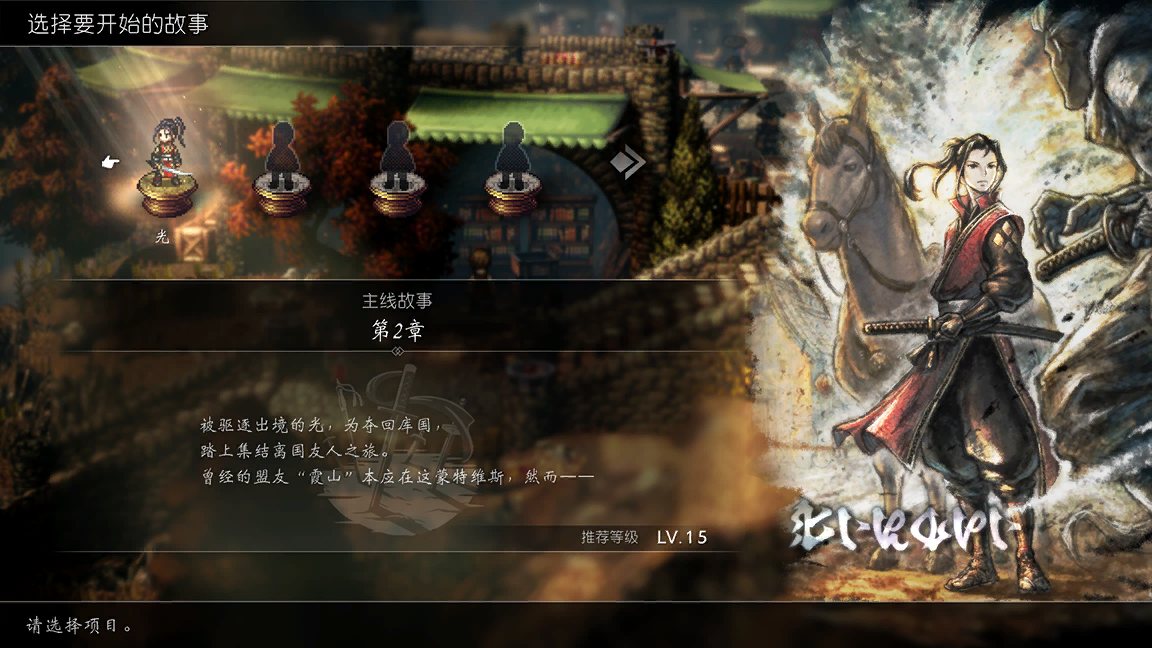 选择要开始的故事
光
主线故事
第2章
被驱逐出境的光，为夺回库国，
踏上集结离国友人之旅。
曾经的盟友“霞山”本应在这蒙特维斯，然而——
推荐等级 LV.15
请选择项目。